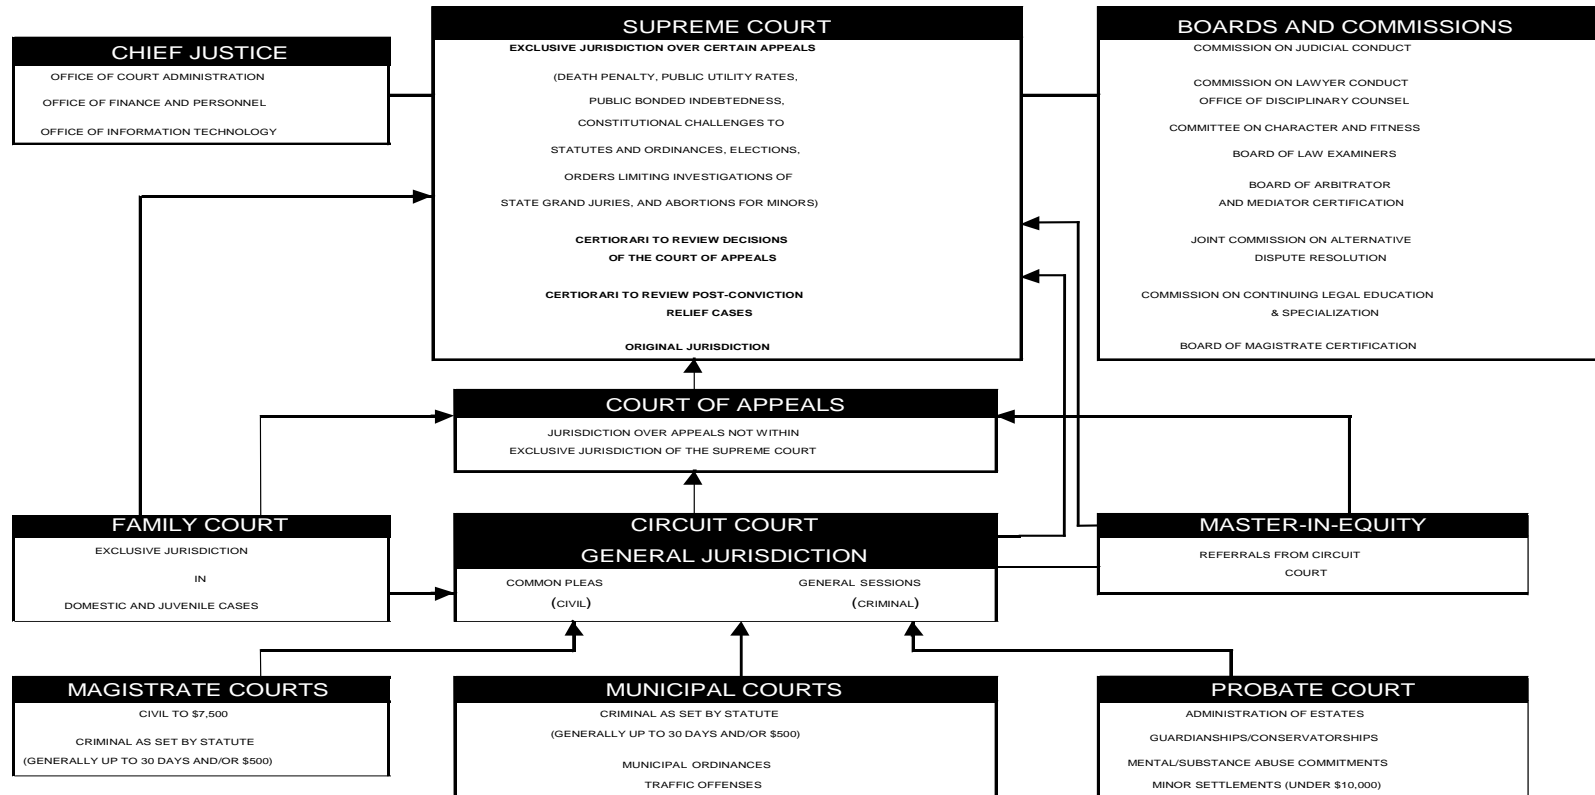 CHIEF JUSTICE
OFFICE OF COURT ADMINISTRATION
OFFICE OF FINANCE AND PERSONNEL
OFFICE OF INFORMATION TECHNOLOGY
SUPREME COURT
EXCLUSIVE JURISDICTION OVER CERTAIN APPEALS
(DEATH PENALTY, PUBLIC UTILITY RATES,
PUBLIC BONDED INDEBTEDNESS,
CONSTITUTIONAL CHALLENGES TO
STATUTES AND ORDINANCES, ELECTIONS,
ORDERS LIMITING INVESTIGATIONS OF
STATE GRAND JURIES, AND ABORTIONS FOR MINORS)
CERTIORARI TO REVIEW DECISIONS
OF THE COURT OF APPEALS
CERTIORARI TO REVIEW POST-CONVICTION
RELIEF CASES
ORIGINAL JURISDICTION
BOARDS AND COMMISSIONS
COMMISSION ON JUDICIAL CONDUCT
COMMISSION ON LAWYER CONDUCT
OFFICE OF DISCIPLINARY COUNSEL
COMMITTEE ON CHARACTER AND FITNESS
BOARD OF LAW EXAMINERS
BOARD OF ARBITRATOR
AND MEDIATOR CERTIFICATION
JOINT COMMISSION ON ALTERNATIVE
DISPUTE RESOLUTION
COMMISSION ON CONTINUING LEGAL EDUCATION
& SPECIALIZATION
BOARD OF MAGISTRATE CERTIFICATION
COURT OF APPEALS
JURISDICTION OVER APPEALS NOT WITHIN
EXCLUSIVE JURISDICTION OF THE SUPREME COURT
FAMILY COURT
EXCLUSIVE JURISDICTION
IN
DOMESTIC AND JUVENILE CASES
CIRCUIT COURT
GENERAL JURISDICTION
COMMON PLEAS
(CIVIL)
GENERAL SESSIONS
(CRIMINAL)
MASTER-IN-EQUITY
REFERRALS FROM CIRCUIT
COURT
MAGISTRATE COURTS
CIVIL TO $7,500
CRIMINAL AS SET BY STATUTE
(GENERALLY UP TO 30 DAYS AND/OR $500)
MUNICIPAL COURTS
CRIMINAL AS SET BY STATUTE
(GENERALLY UP TO 30 DAYS AND/OR $500)
MUNICIPAL ORDINANCES
TRAFFIC OFFENSES
PROBATE COURT
ADMINISTRATION OF ESTATES
GUARDIANSHIPS/CONSERVATORSHIPS
MENTAL/SUBSTANCE ABUSE COMMITMENTS
MINOR SETTLEMENTS (UNDER $10,000)